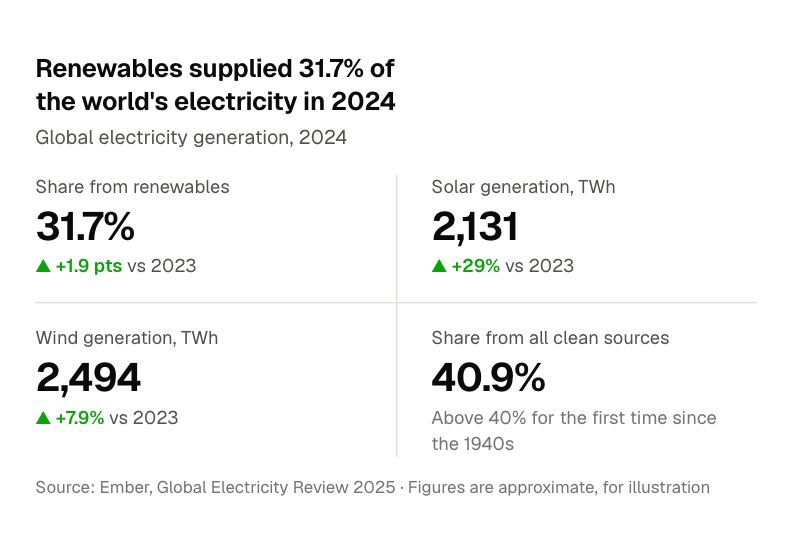 Renewables supplied 31.7% of
the world's electricity in 2024
Global electricity generation, 2024
Share from renewables
31.7%
▲ +1.9 pts vs 2023
Solar generation, TWh
2,131
▲ +29% vs 2023
Wind generation, TWh
2,494
▲ +7.9% vs 2023
Share from all clean sources
40.9%
Above 40% for the first time since
the 1940s
Source: Ember, Global Electricity Review 2025 · Figures are approximate, for illustration